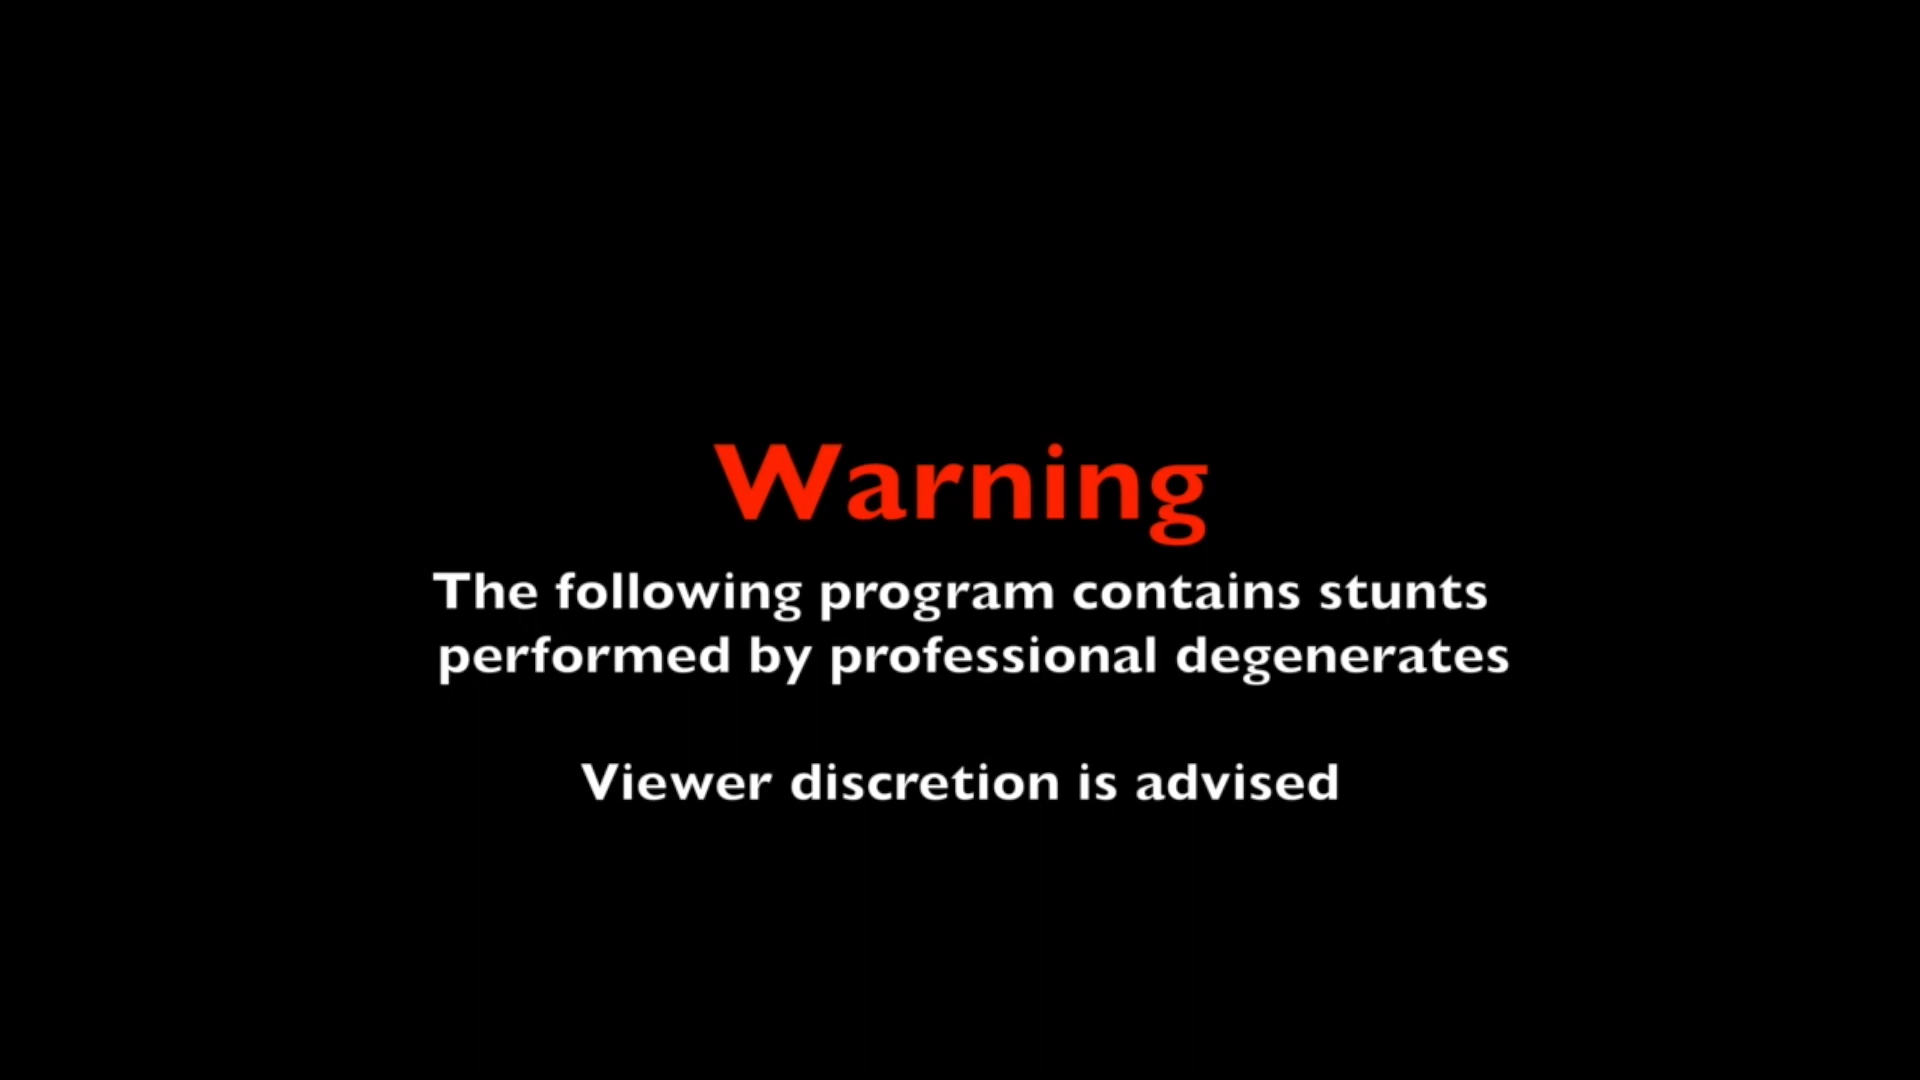 Warning
The following program contains stunts
performed by professional degenerates
Viewer discretion is advised